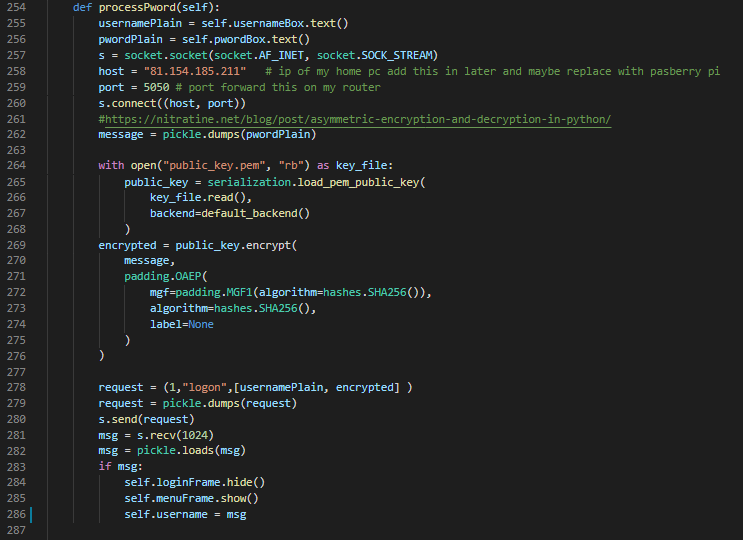 254 def processPword(self):
255 usernamePlain = self.usernameBox.text()
256 pwordPlain = self.pwordBox.text()
257 s = socket.socket(socket.AF_INET, socket.SOCK_STREAM)
258 host = "81.154.185.211" # ip of my home pc add this in later and maybe replace with pasberry pi
259 port = 5050 # port forward this on my router
260 s.connect((host, port))
261 #https://nitratine.net/blog/post/asymmetric-encryption-and-decryption-in-python/
262 message = pickle.dumps(pwordPlain)
263
264 with open("public_key.pem", "rb") as key_file:
265 public_key = serialization.load_pem_public_key(
266 key_file.read(),
267 backend=default_backend()
268 )
269 encrypted = public_key.encrypt(
270 message,
271 padding.OAEP(
272 mgf=padding.MGF1(algorithm=hashes.SHA256()),
273 algorithm=hashes.SHA256(),
274 label=None
275 )
276 )
277
278 request = (1,"logon",[usernamePlain, encrypted] )
279 request = pickle.dumps(request)
280 s.send(request)
281 msg = s.recv(1024)
282 msg = pickle.loads(msg)
283 if msg:
284 self.loginFrame.hide()
285 self.menuFrame.show()
286 self.username = msg
287